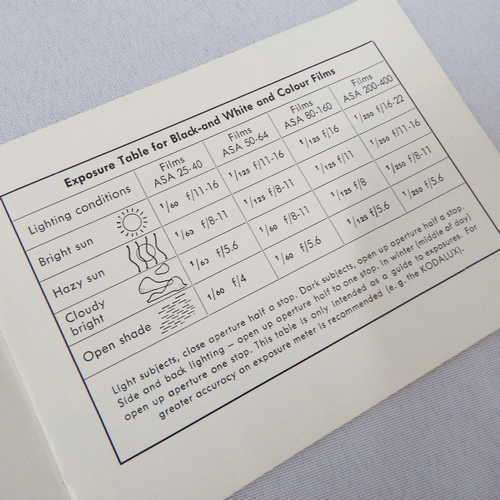 Exposure Table for Black-and White and Colour Films
Lighting conditions Films ASA 25-40 Films ASA 50-64 Films ASA 80-160 Films ASA 200-400
Bright sun 1/60 f/11-16 1/125 f/11-16 1/125 f/16 1/250 f/16-22
Hazy sun 1/60 f/8-11 1/125 f/8-11 1/125 f/11 1/250 f/11-16
Cloudy bright 1/60 f/5.6 1/60 f/8-11 1/125 f/8 1/250 f/8-11
Open shade 1/60 f/4 1/60 f/5.6 1/125 f/5.6 1/250 f/5.6
Light subjects, close aperture half a stop. Dark subjects, open up aperture half a stop.
Side and back lighting – open up aperture half to one stop. In winter (middle of day)
open up aperture one stop. This table is only intended as a guide to exposures. For
greater accuracy an exposure meter is recommended (e. g. the KODALUX).